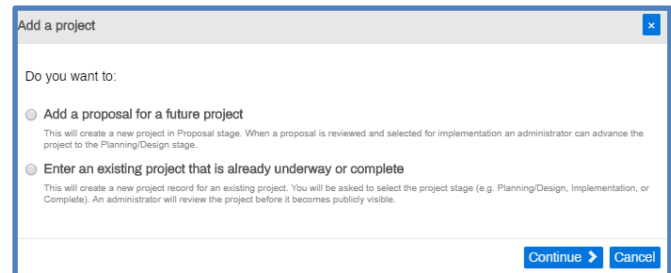 Add a project
×
Do you want to:
Add a proposal for a future project
This will create a new project in Proposal stage. When a proposal is reviewed and selected for implementation an administrator can advance the
project to the Planning/Design stage.
Enter an existing project that is already underway or complete
This will create a new project record for an existing project. You will be asked to select the project stage (e.g. Planning/Design, Implementation, or
Complete). An administrator will review the project before it becomes publicly visible.
Continue Cancel